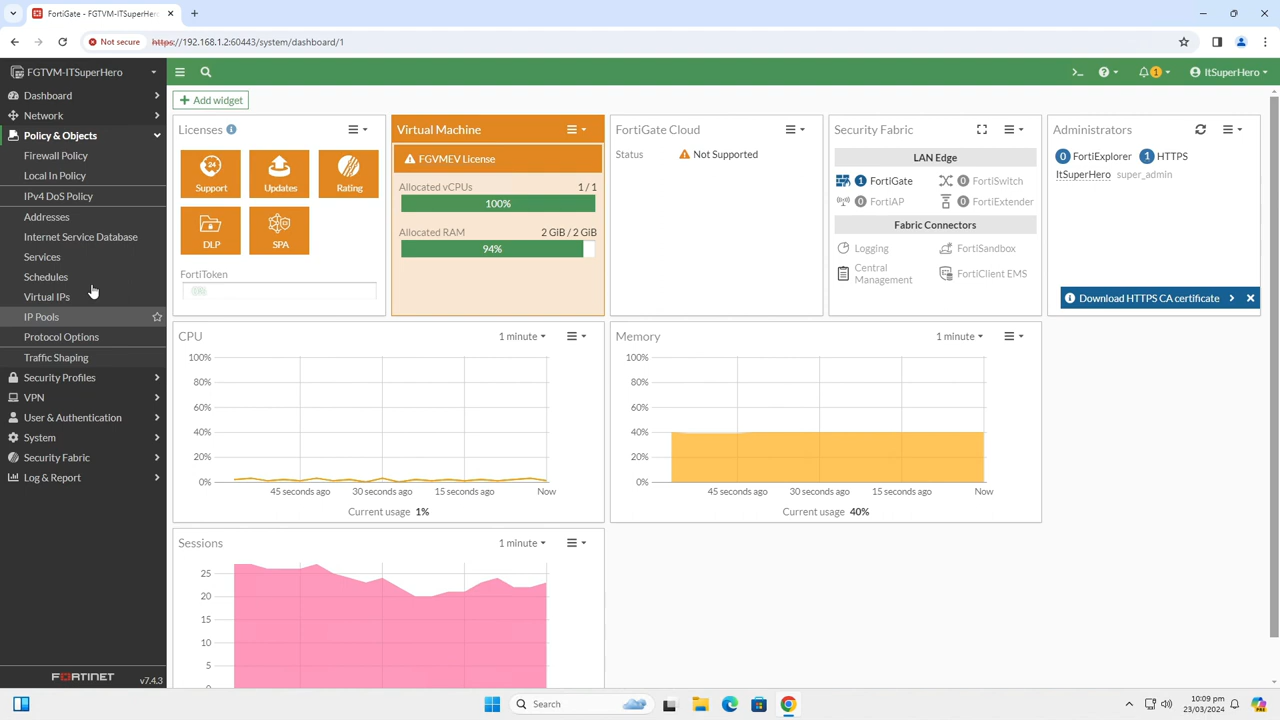 FortiGate - FGTVM-ITSuperHero
Not secure
https://192.168.1.2:60443/system/dashboard/1
FGTVM-ITSuperHero
1
ItSuperHero
Dashboard
Network
Policy & Objects
Firewall Policy
Local In Policy
IPv4 DoS Policy
Addresses
Internet Service Database
Services
Schedules
Virtual IPs
IP Pools
Protocol Options
Traffic Shaping
Security Profiles
VPN
User & Authentication
System
Security Fabric
Log & Report
FORTINET
v7.4.3
Add widget
Licenses
24
Support
Updates
Rating
DLP
SPA
FortiToken
Virtual Machine
FGVMEV License
Allocated vCPUs 1 / 1
100%
Allocated RAM 2 GiB / 2 GiB
94%
FortiGate Cloud
Status Not Supported
Security Fabric
LAN Edge
1 FortiGate 0 FortiSwitch
0 FortiAP 0 FortiExtender
Fabric Connectors
Logging FortiSandbox
Central Management FortiClient EMS
Administrators
0 FortiExplorer 1 HTTPS
ItSuperHero super_admin
Download HTTPS CA certificate
CPU 1 minute
100%
80%
60%
40%
20%
0%
45 seconds ago 30 seconds ago 15 seconds ago Now
Current usage 1%
Memory 1 minute
100%
80%
60%
40%
20%
0%
45 seconds ago 30 seconds ago 15 seconds ago Now
Current usage 40%
Sessions 1 minute
25
20
15
10
5
0
Search
10:09 pm
23/03/2024